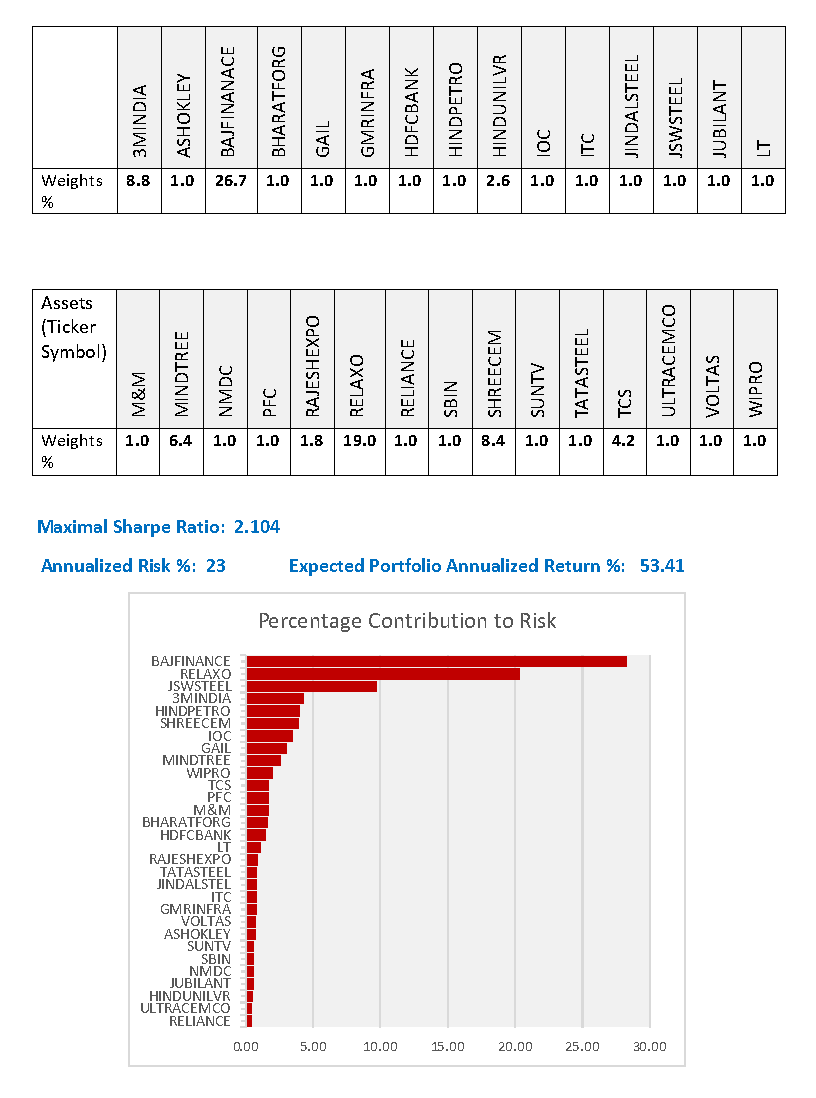 3MINDIA ASHOKLEY BAJFINANACE BHARATFORG GAIL GMRINFRA HDFCBANK HINDPETRO HINDUNILVR IOC ITC JINDALSTEEL JSWSTEEL JUBILANT LT
Weights % 8.8 1.0 26.7 1.0 1.0 1.0 1.0 1.0 2.6 1.0 1.0 1.0 1.0 1.0 1.0
Assets (Ticker Symbol) M&M MINDTREE NMDC PFC RAJESHEXPO RELAXO RELIANCE SBIN SHREECEM SUNTV TATASTEEL TCS ULTRACEMCO VOLTAS WIPRO
Weights % 1.0 6.4 1.0 1.0 1.8 19.0 1.0 1.0 8.4 1.0 1.0 4.2 1.0 1.0 1.0
Maximal Sharpe Ratio: 2.104
Annualized Risk %: 23 Expected Portfolio Annualized Return %: 53.41
Percentage Contribution to Risk
BAJFINANCE
RELAXO
JSWSTEEL
3MINDIA
HINDPETRO
SHREECEM
IOC
GAIL
MINDTREE
WIPRO
TCS
PFC
M&M
BHARATFORG
HDFCBANK
LT
RAJESHEXPO
TATASTEEL
JINDALSTEL
ITC
GMRINFRA
VOLTAS
ASHOKLEY
SUNTV
SBIN
NMDC
JUBILANT
HINDUNILVR
ULTRACEMCO
RELIANCE
0.00 5.00 10.00 15.00 20.00 25.00 30.00